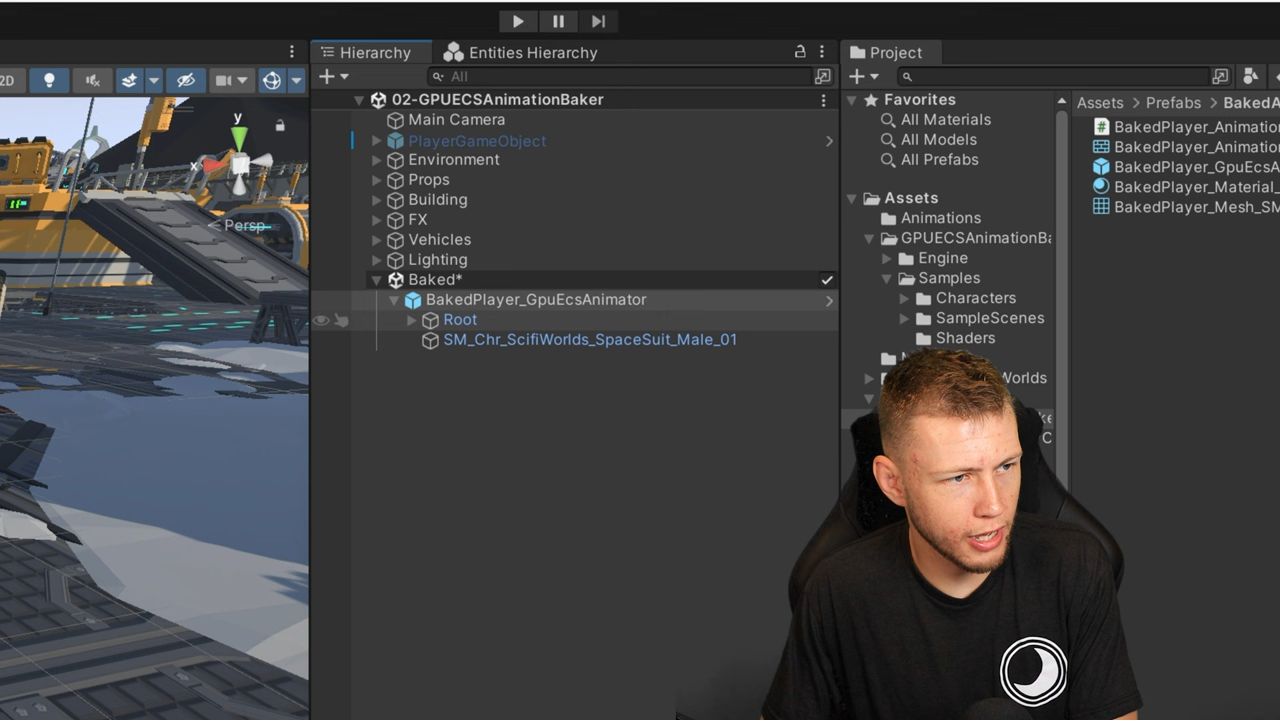 Hierarchy
Entities Hierarchy
Project
2D
All
02-GPUECSAnimationBaker
Main Camera
PlayerGameObject
Environment
Props
Building
FX
Vehicles
Lighting
Baked*
BakedPlayer_GpuEcsAnimator
Root
SM_Chr_ScifiWorlds_SpaceSuit_Male_01
y
x
< Persp
Favorites
All Materials
All Models
All Prefabs
Assets
Animations
GPUECSAnimationBa
Engine
Samples
Characters
SampleScenes
Shaders
Worlds
Assets > Prefabs > BakedA
BakedPlayer_Animatio
BakedPlayer_Animatio
BakedPlayer_GpuEcsA
BakedPlayer_Material_
BakedPlayer_Mesh_SM